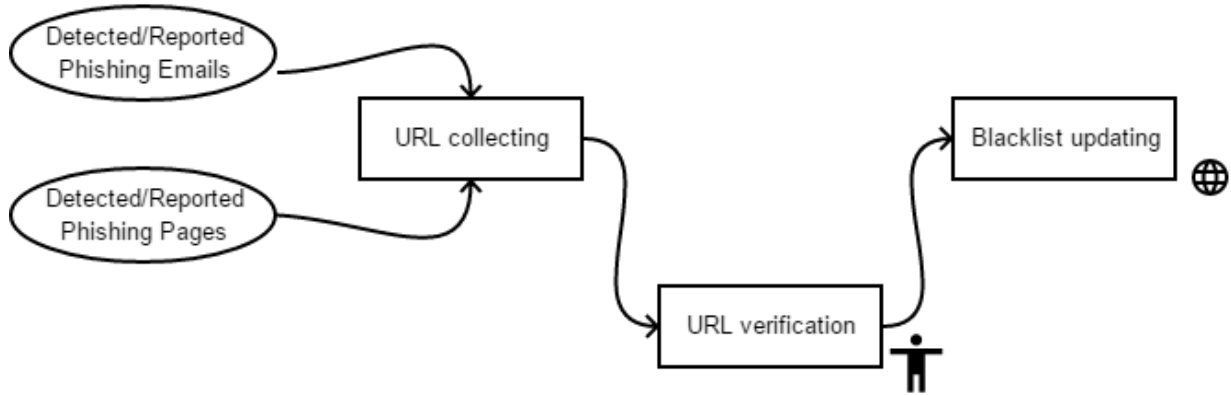 Detected/Reported
Phishing Emails
URL collecting
Blacklist updating
Detected/Reported
Phishing Pages
URL verification